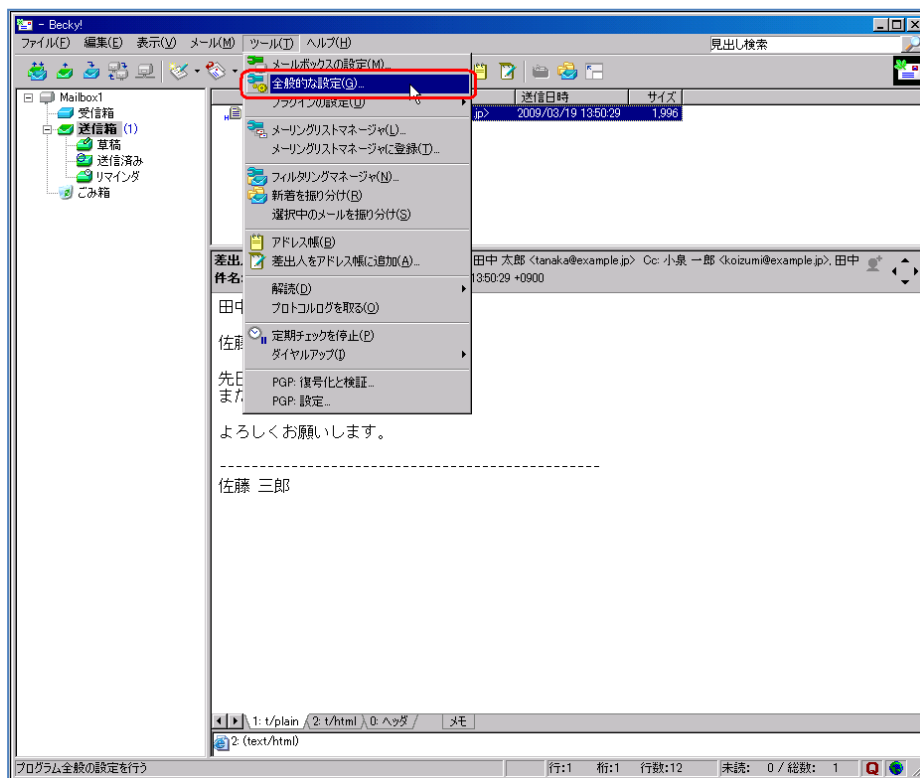 - Becky!
ファイル(F) 編集(E) 表示(V) メール(M) ツール(T) ヘルプ(H)
見出し検索
メールボックスの設定(M)...
全般的な設定(G)...
プラグインの設定(U)
メーリングリストマネージャ(L)...
メーリングリストマネージャに登録(T)...
フィルタリングマネージャ(N)...
新着を振り分け(R)
選択中のメールを振り分け(S)
アドレス帳(B)
差出人をアドレス帳に追加(A)...
解読(D)
プロトコルログを取る(O)
定期チェックを停止(P)
ダイヤルアップ(I)
PGP: 復号化と検証...
PGP: 設定...
Mailbox1
受信箱
送信箱 (1)
草稿
送信済み
リマインダ
ごみ箱
送信日時 サイズ
.jp> 2009/03/19 13:50:29 1,996
差出 田中 太郎 <tanaka@example.jp> Cc: 小泉 一郎 <koizumi@example.jp>, 田中
件名: 13:50:29 +0900
田中
佐藤
先日
また
よろしくお願いします。
------------------------------------------------
佐藤 三郎
1: t/plain 2: t/html 0: ヘッダ メモ
2: (text/html)
プログラム全般の設定を行う 行:1 桁:1 行数:12 未読: 0 / 総数: 1 Q